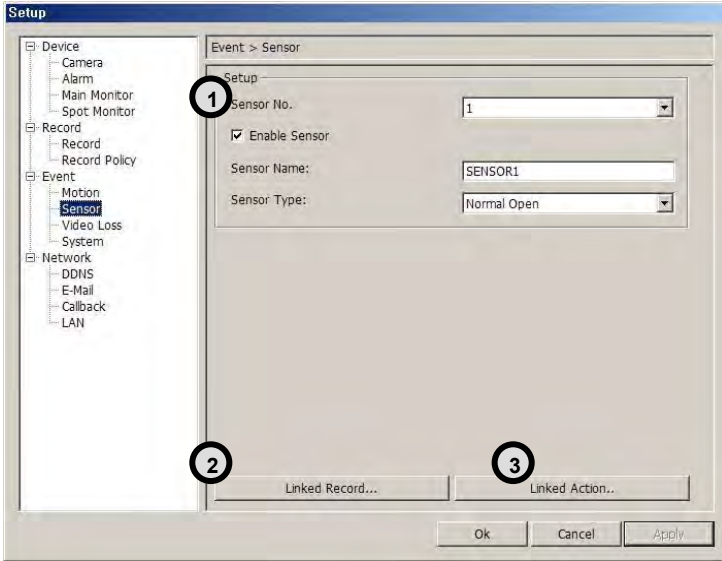 Setup
Device
Camera
Alarm
Main Monitor
Spot Monitor
Record
Record
Record Policy
Event
Motion
Sensor
Video Loss
System
Network
DDNS
E-Mail
Callback
LAN
Event > Sensor
Setup
1
Sensor No. 1
Enable Sensor
Sensor Name: SENSOR1
Sensor Type: Normal Open
2 3
Linked Record... Linked Action..
Ok Cancel Apply